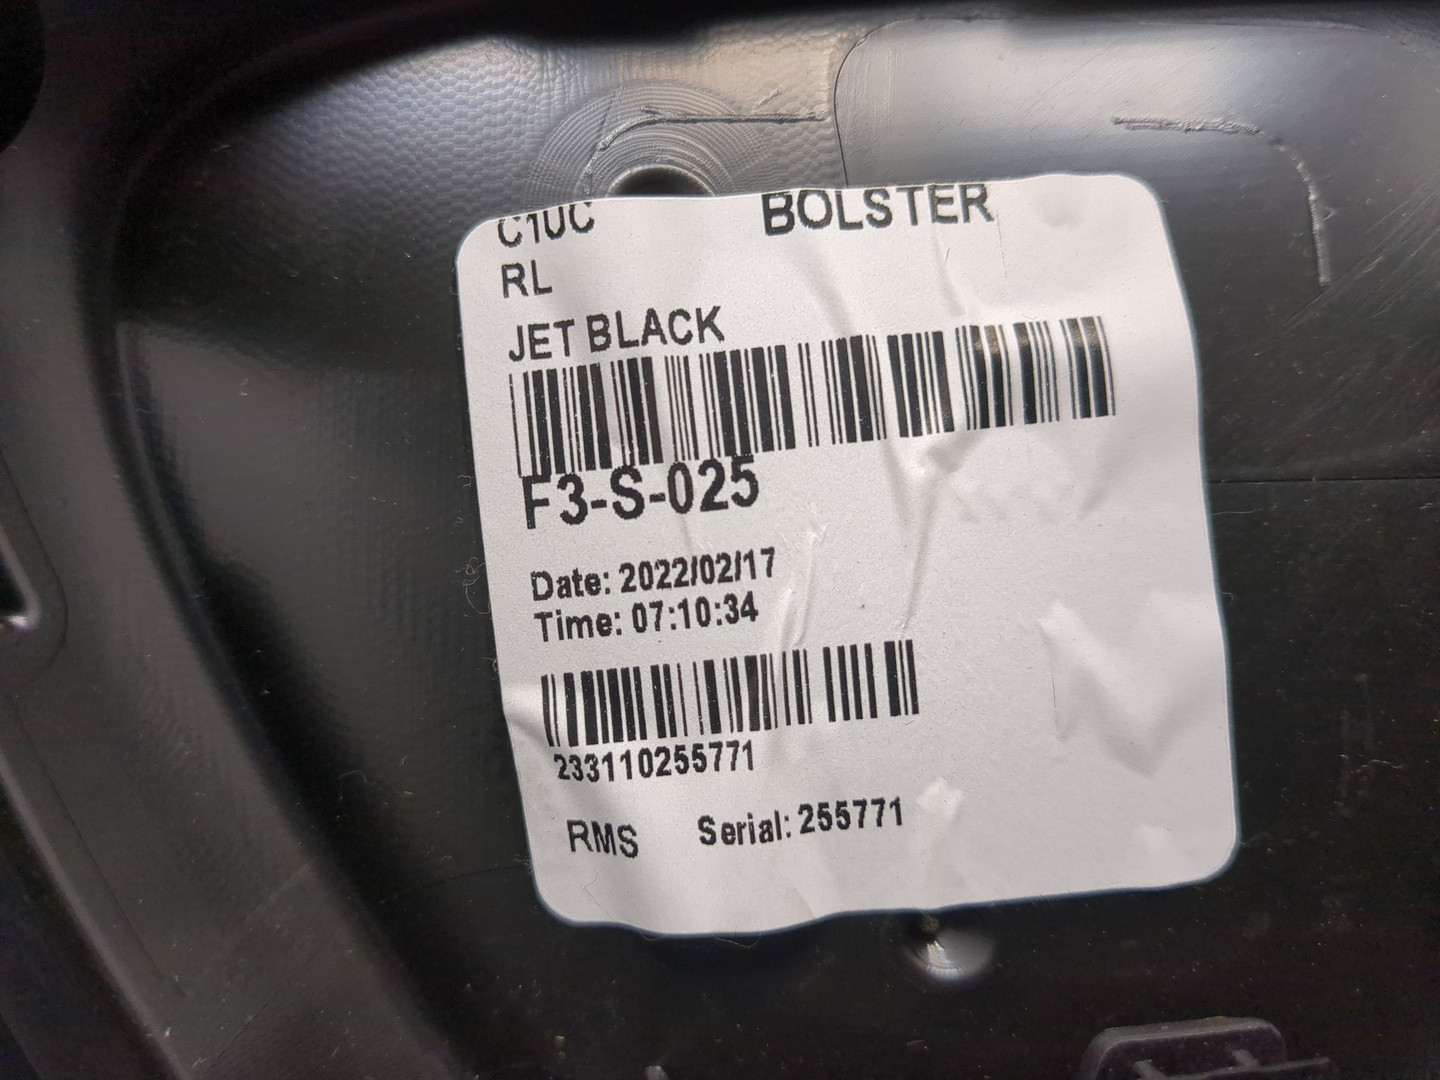 C1UC BOLSTER
RL
JET BLACK
F3-S-025
Date: 2022/02/17
Time: 07:10:34
233110255771
RMS Serial: 255771